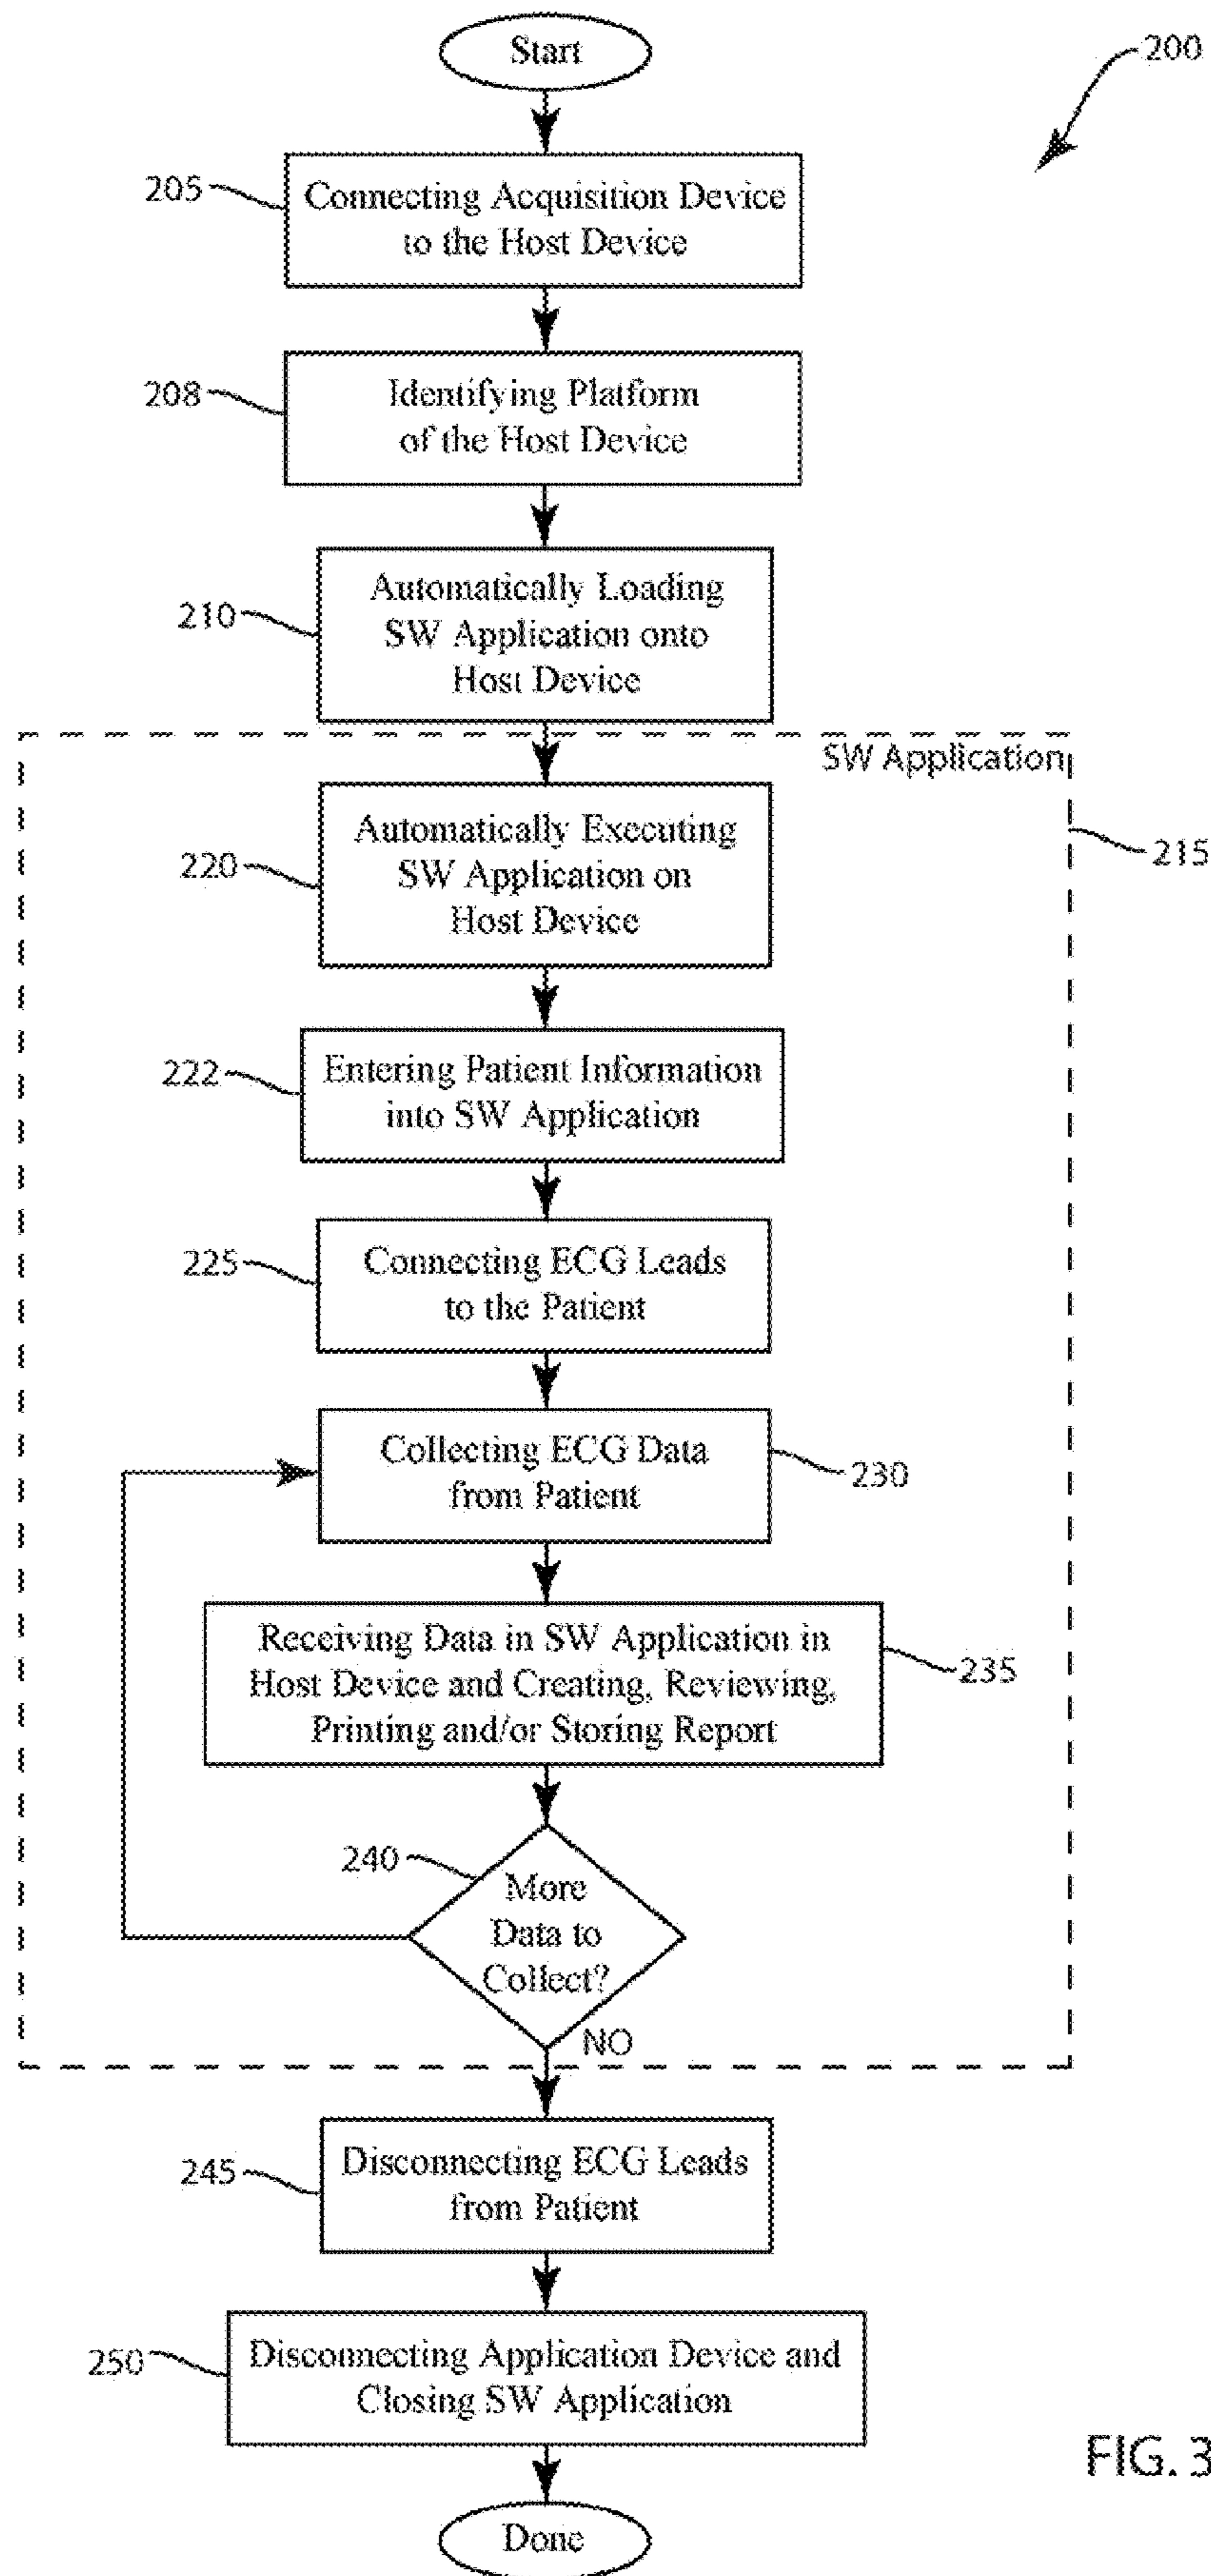 Start
200
205
Connecting Acquisition Device
to the Host Device
208
Identifying Platform
of the Host Device
210
Automatically Loading
SW Application onto
Host Device
SW Application
215
220
Automatically Executing
SW Application on
Host Device
222
Entering Patient Information
into SW Application
225
Connecting ECG Leads
to the Patient
Collecting ECG Data
from Patient
230
Receiving Data in SW Application in
Host Device and Creating, Reviewing,
Printing and/or Storing Report
235
240
More
Data to
Collect?
NO
245
Disconnecting ECG Leads
from Patient
250
Disconnecting Application Device and
Closing SW Application
Done
FIG. 3